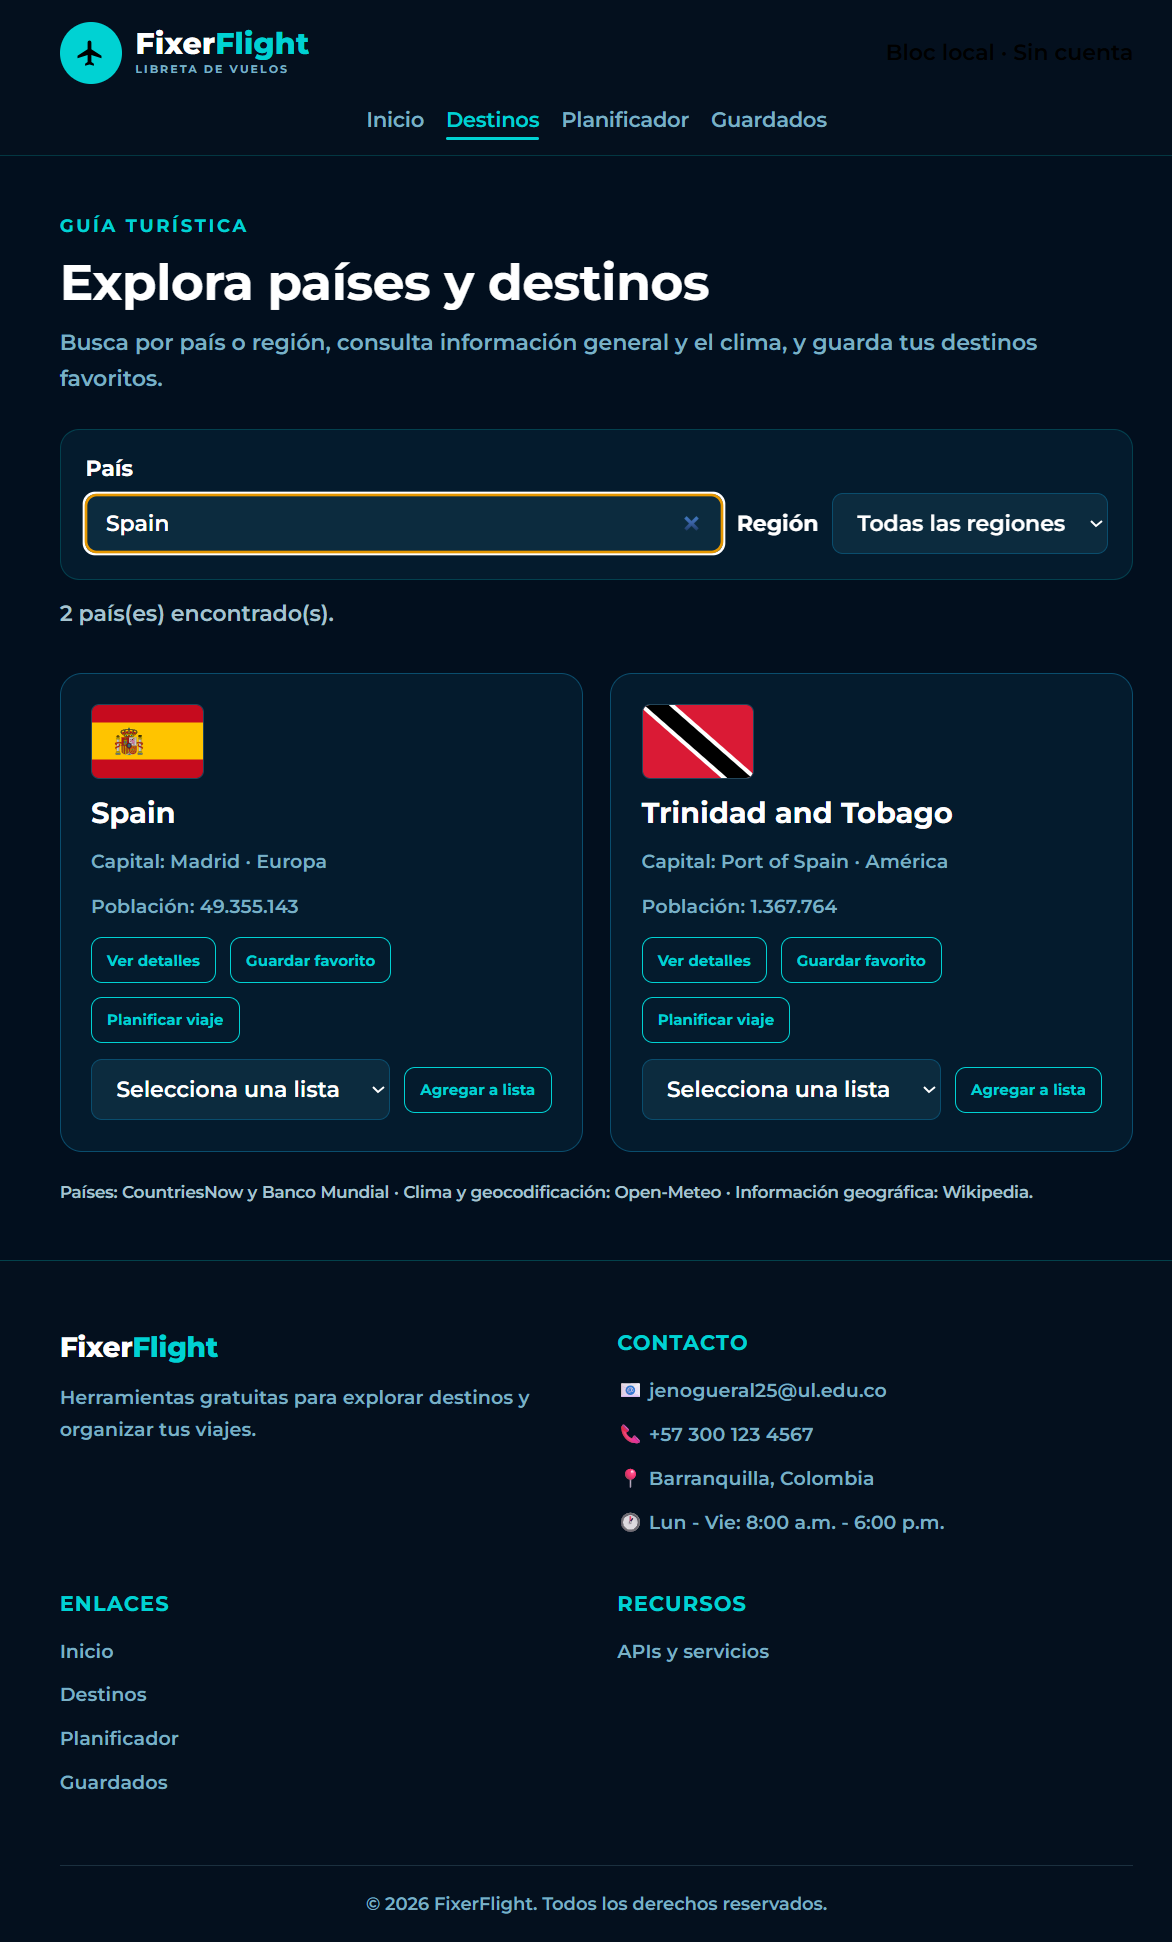 FixerFlight
LIBRETA DE VUELOS
Bloc local · Sin cuenta
Inicio Destinos Planificador Guardados
GUÍA TURÍSTICA
Explora países y destinos
Busca por país o región, consulta información general y el clima, y guarda tus destinos
favoritos.
País
Spain
Región
Todas las regiones
2 país(es) encontrado(s).
Spain
Capital: Madrid · Europa
Población: 49.355.143
Ver detalles
Guardar favorito
Planificar viaje
Selecciona una lista
Agregar a lista
Trinidad and Tobago
Capital: Port of Spain · América
Población: 1.367.764
Ver detalles
Guardar favorito
Planificar viaje
Selecciona una lista
Agregar a lista
Países: CountriesNow y Banco Mundial · Clima y geocodificación: Open-Meteo · Información geográfica: Wikipedia.
FixerFlight
Herramientas gratuitas para explorar destinos y
organizar tus viajes.
CONTACTO
jenogueral25@ul.edu.co
+57 300 123 4567
Barranquilla, Colombia
Lun - Vie: 8:00 a.m. - 6:00 p.m.
ENLACES
Inicio
Destinos
Planificador
Guardados
RECURSOS
APIs y servicios
© 2026 FixerFlight. Todos los derechos reservados.